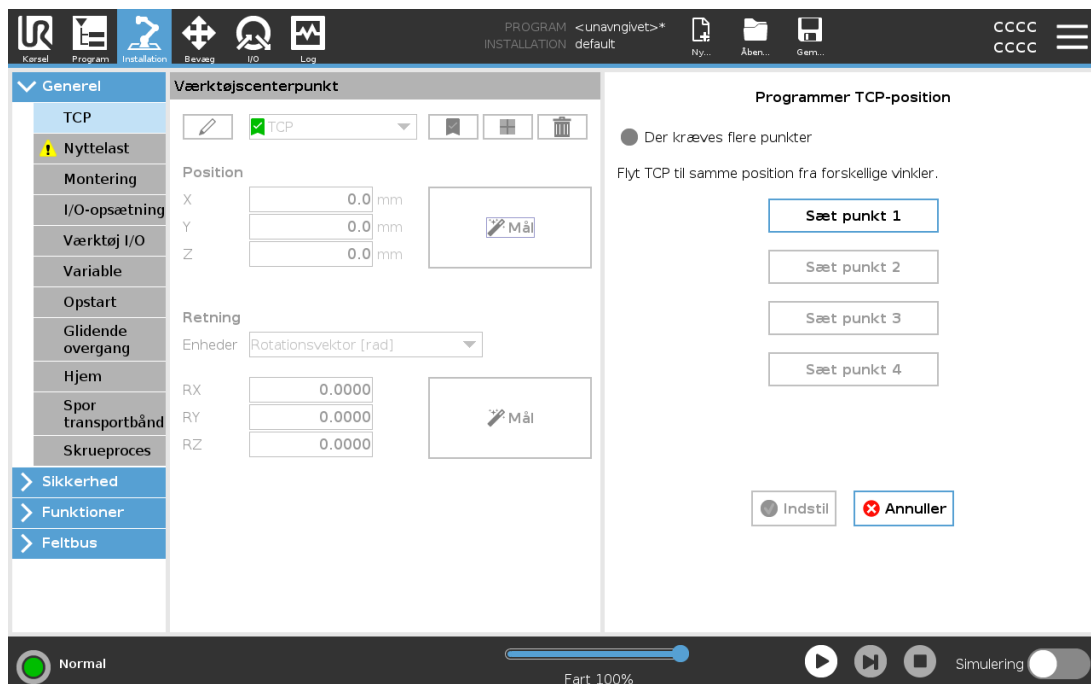 UR
Kørsel
Program
Installation
Bevæg
I/O
Log
PROGRAM <unavngivet>*
INSTALLATION default
Ny...
Åben...
Gem...
CCCC
CCCC
Generel
TCP
Nyttelast
Montering
I/O-opsætning
Værktøj I/O
Variable
Opstart
Glidende
overgang
Hjem
Spor
transportbånd
Skrueproces
Sikkerhed
Funktioner
Feltbus
Værktøjscenterpunkt
TCP
Position
X 0.0 mm
Y 0.0 mm
Z 0.0 mm
Mål
Retning
Enheder Rotationsvektor [rad]
RX 0.0000
RY 0.0000
RZ 0.0000
Mål
Programmer TCP-position
Der kræves flere punkter
Flyt TCP til samme position fra forskellige vinkler.
Sæt punkt 1
Sæt punkt 2
Sæt punkt 3
Sæt punkt 4
Indstil
Annuller
Normal
Fart 100%
Simulering